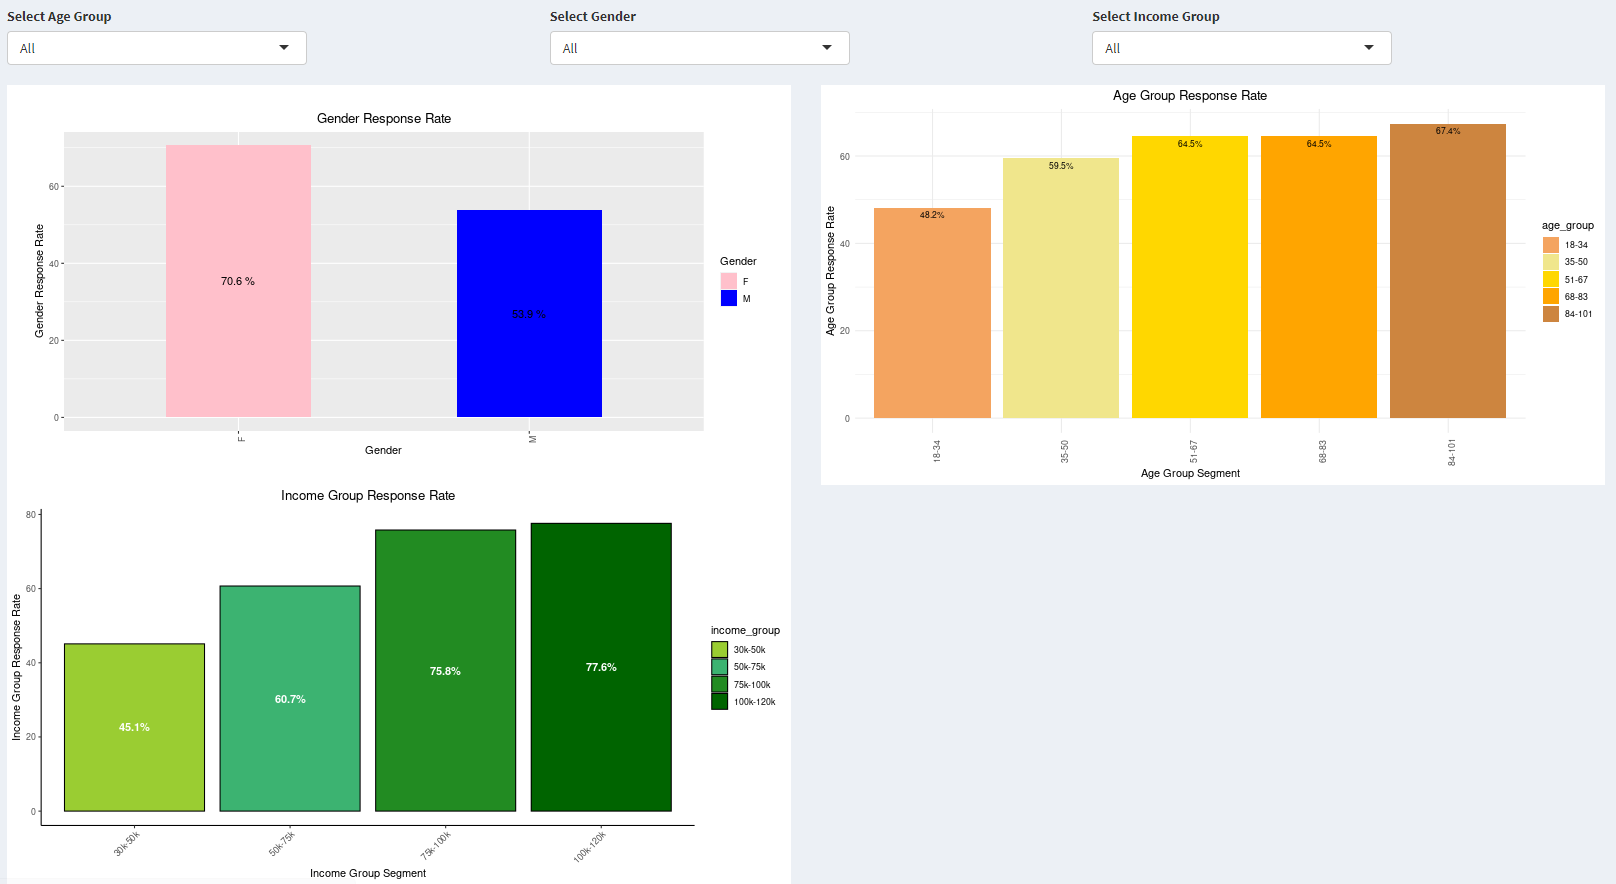 Select Age Group
Select Gender
Select Income Group
All
All
All
Gender Response Rate
Gender Response Rate
60
40
20
0
70.6 %
53.9 %
F
M
Gender
Gender
F
M
Age Group Response Rate
Age Group Response Rate
60
40
20
0
48.2%
59.5%
64.5%
64.5%
67.4%
18-34
35-50
51-67
68-83
84-101
Age Group Segment
age_group
18-34
35-50
51-67
68-83
84-101
Income Group Response Rate
Income Group Response Rate
80
60
40
20
0
45.1%
60.7%
75.8%
77.6%
30k-50k
50k-75k
75k-100k
100k-120k
Income Group Segment
income_group
30k-50k
50k-75k
75k-100k
100k-120k